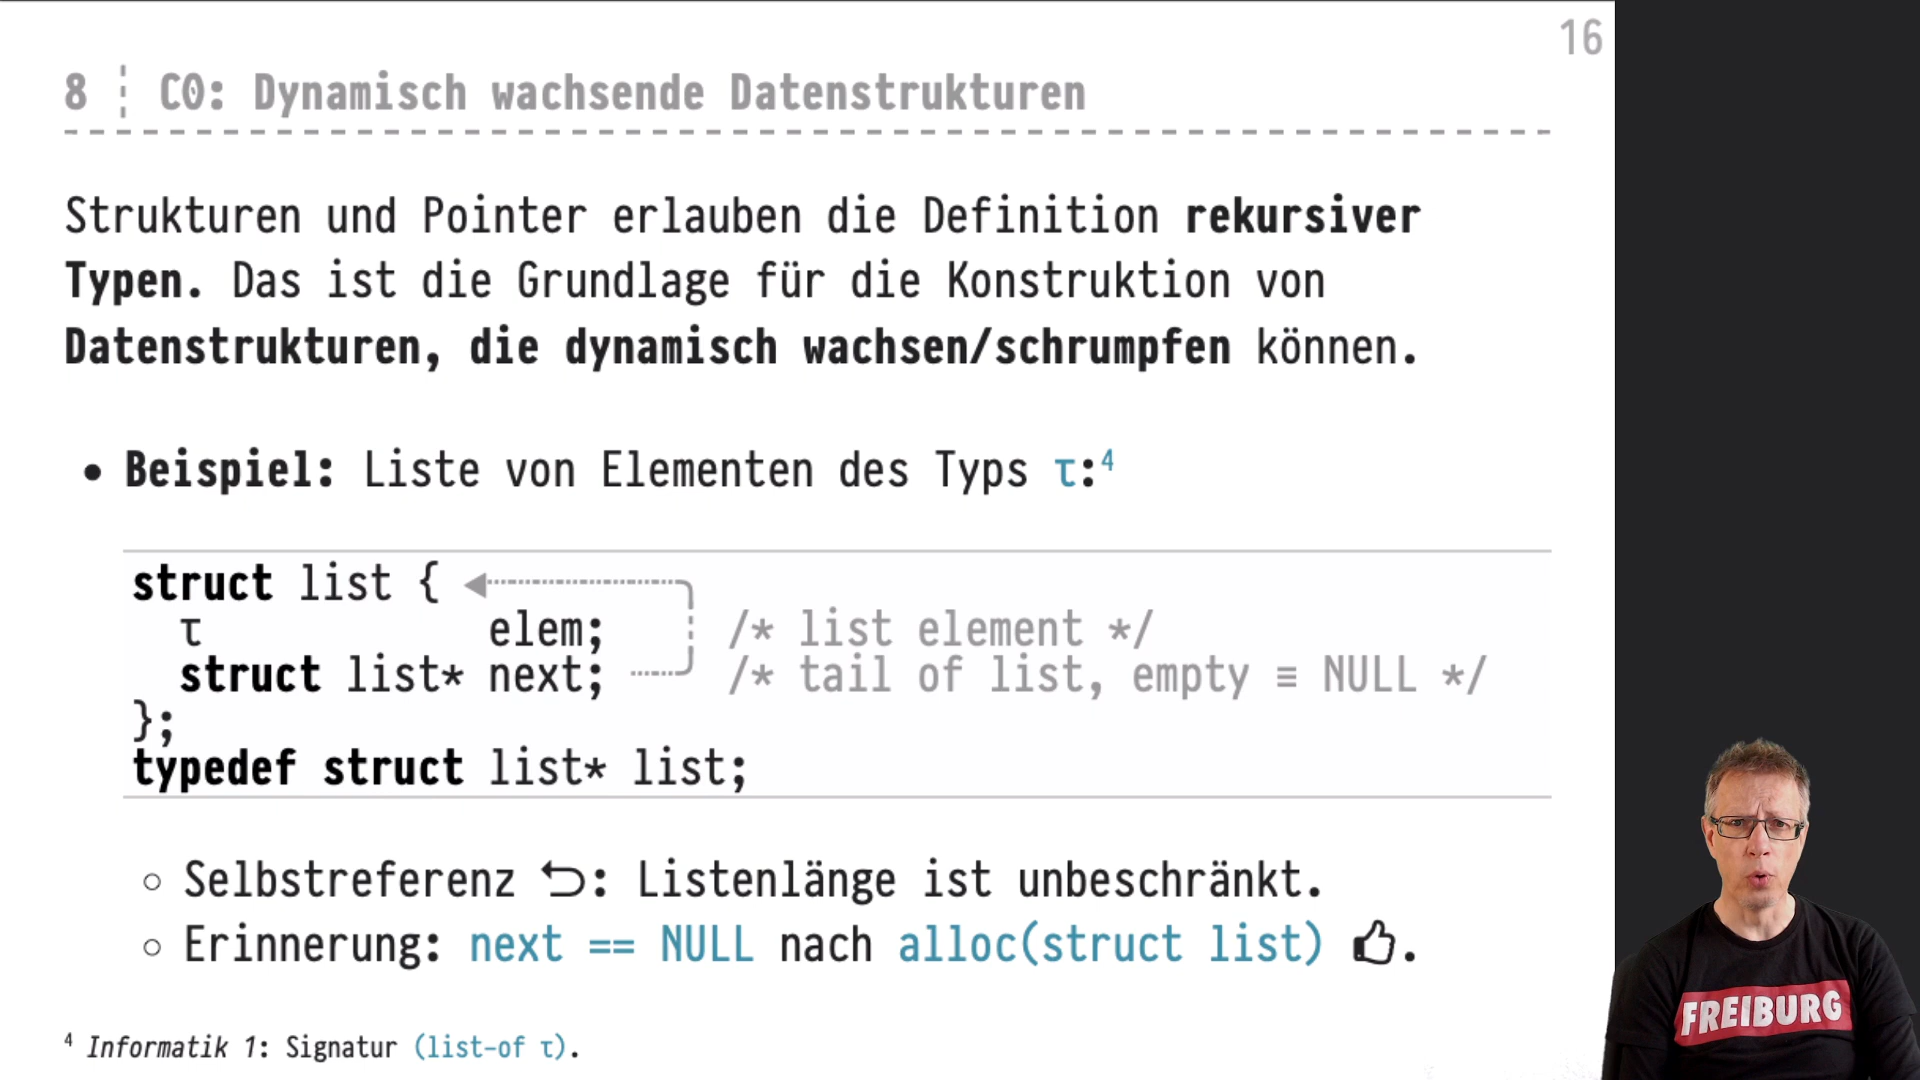 16
8 ┊ C0: Dynamisch wachsende Datenstrukturen
Strukturen und Pointer erlauben die Definition rekursiver
Typen. Das ist die Grundlage für die Konstruktion von
Datenstrukturen, die dynamisch wachsen/schrumpfen können.
• Beispiel: Liste von Elementen des Typs τ:⁴
struct list {
τ elem; /* list element */
struct list* next; /* tail of list, empty ≡ NULL */
};
typedef struct list* list;
○ Selbstreferenz ⮌: Listenlänge ist unbeschränkt.
○ Erinnerung: next == NULL nach alloc(struct list) 👍.
⁴ Informatik 1: Signatur (list-of τ).
FREIBURG